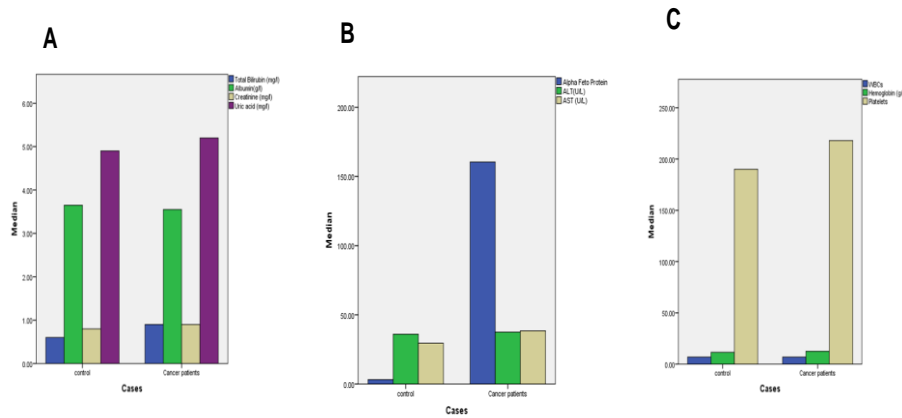 A
Total Bilirubin (mg/l)
Albumin(g/l)
Creatinine (mg/l)
Uric acid (mg/l)
6.00
5.00
4.00
3.00
2.00
1.00
0.00
Median
control
Cancer patients
Cases
B
Alpha Feto Protein
ALT(U/L)
AST (U/L)
200.00
150.00
100.00
50.00
0.00
Median
control
Cancer patients
Cases
C
WBCs
Hemoglobin (g
Platelets
250.00
200.00
150.00
100.00
50.00
0.00
Median
control
Cancer patients
Cases